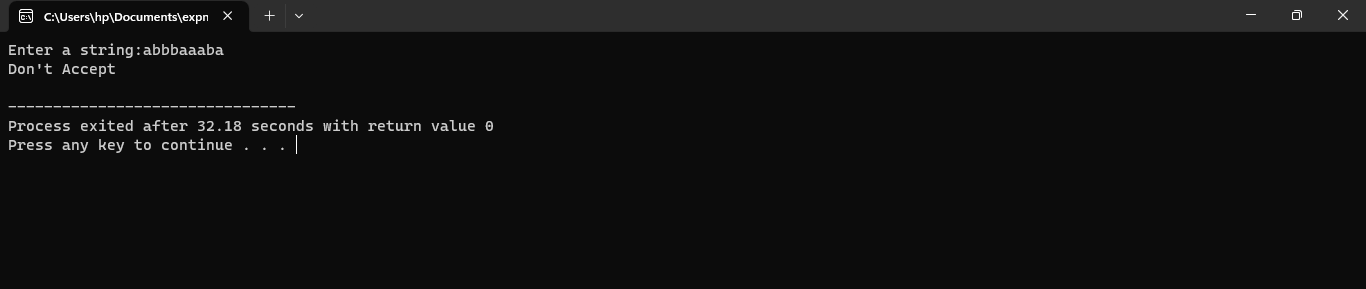 C:\Users\hp\Documents\expn
Enter a string:abbbaaaba
Don't Accept
--------------------------------
Process exited after 32.18 seconds with return value 0
Press any key to continue . . .